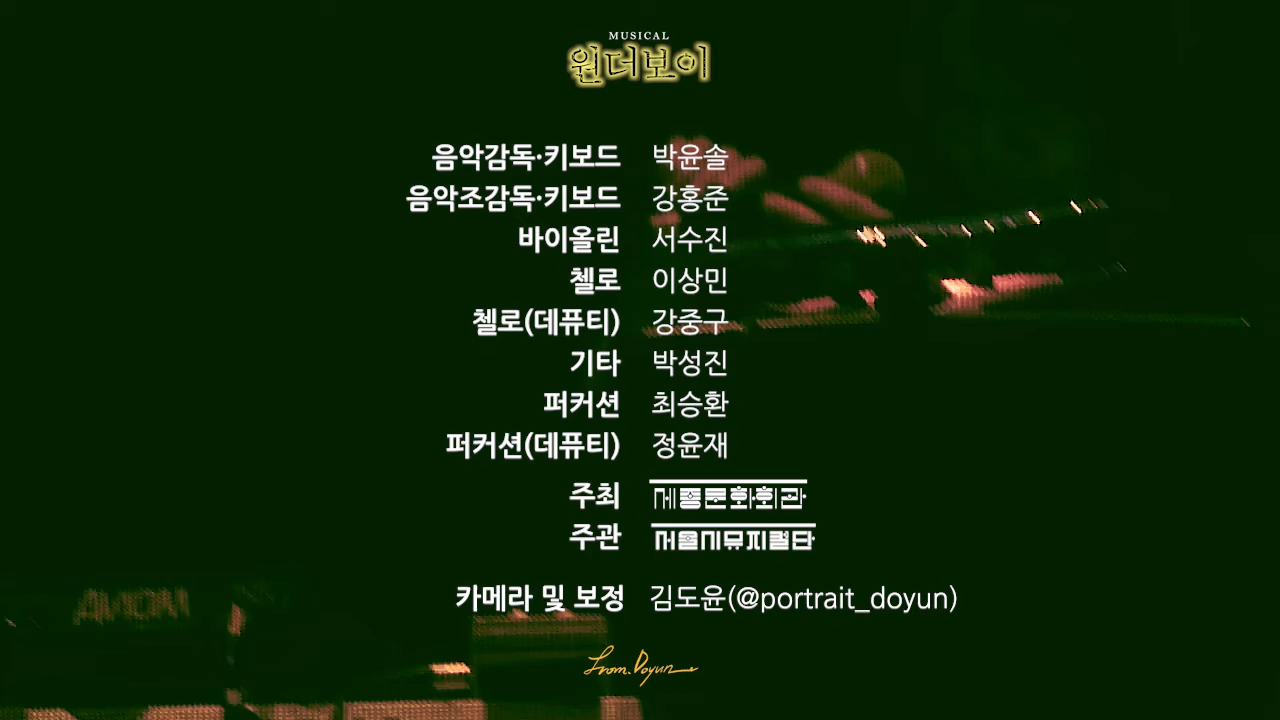 MUSICAL
원더보이
음악감독·키보드 박윤솔
음악조감독·키보드 강홍준
바이올린 서수진
첼로 이상민
첼로(데퓨티) 강중구
기타 박성진
퍼커션 최승환
퍼커션(데퓨티) 정윤재
주최 세종문화회관
주관 서울시뮤지컬단
카메라 및 보정 김도윤(@portrait_doyun)
From.Doyun
AVIOM